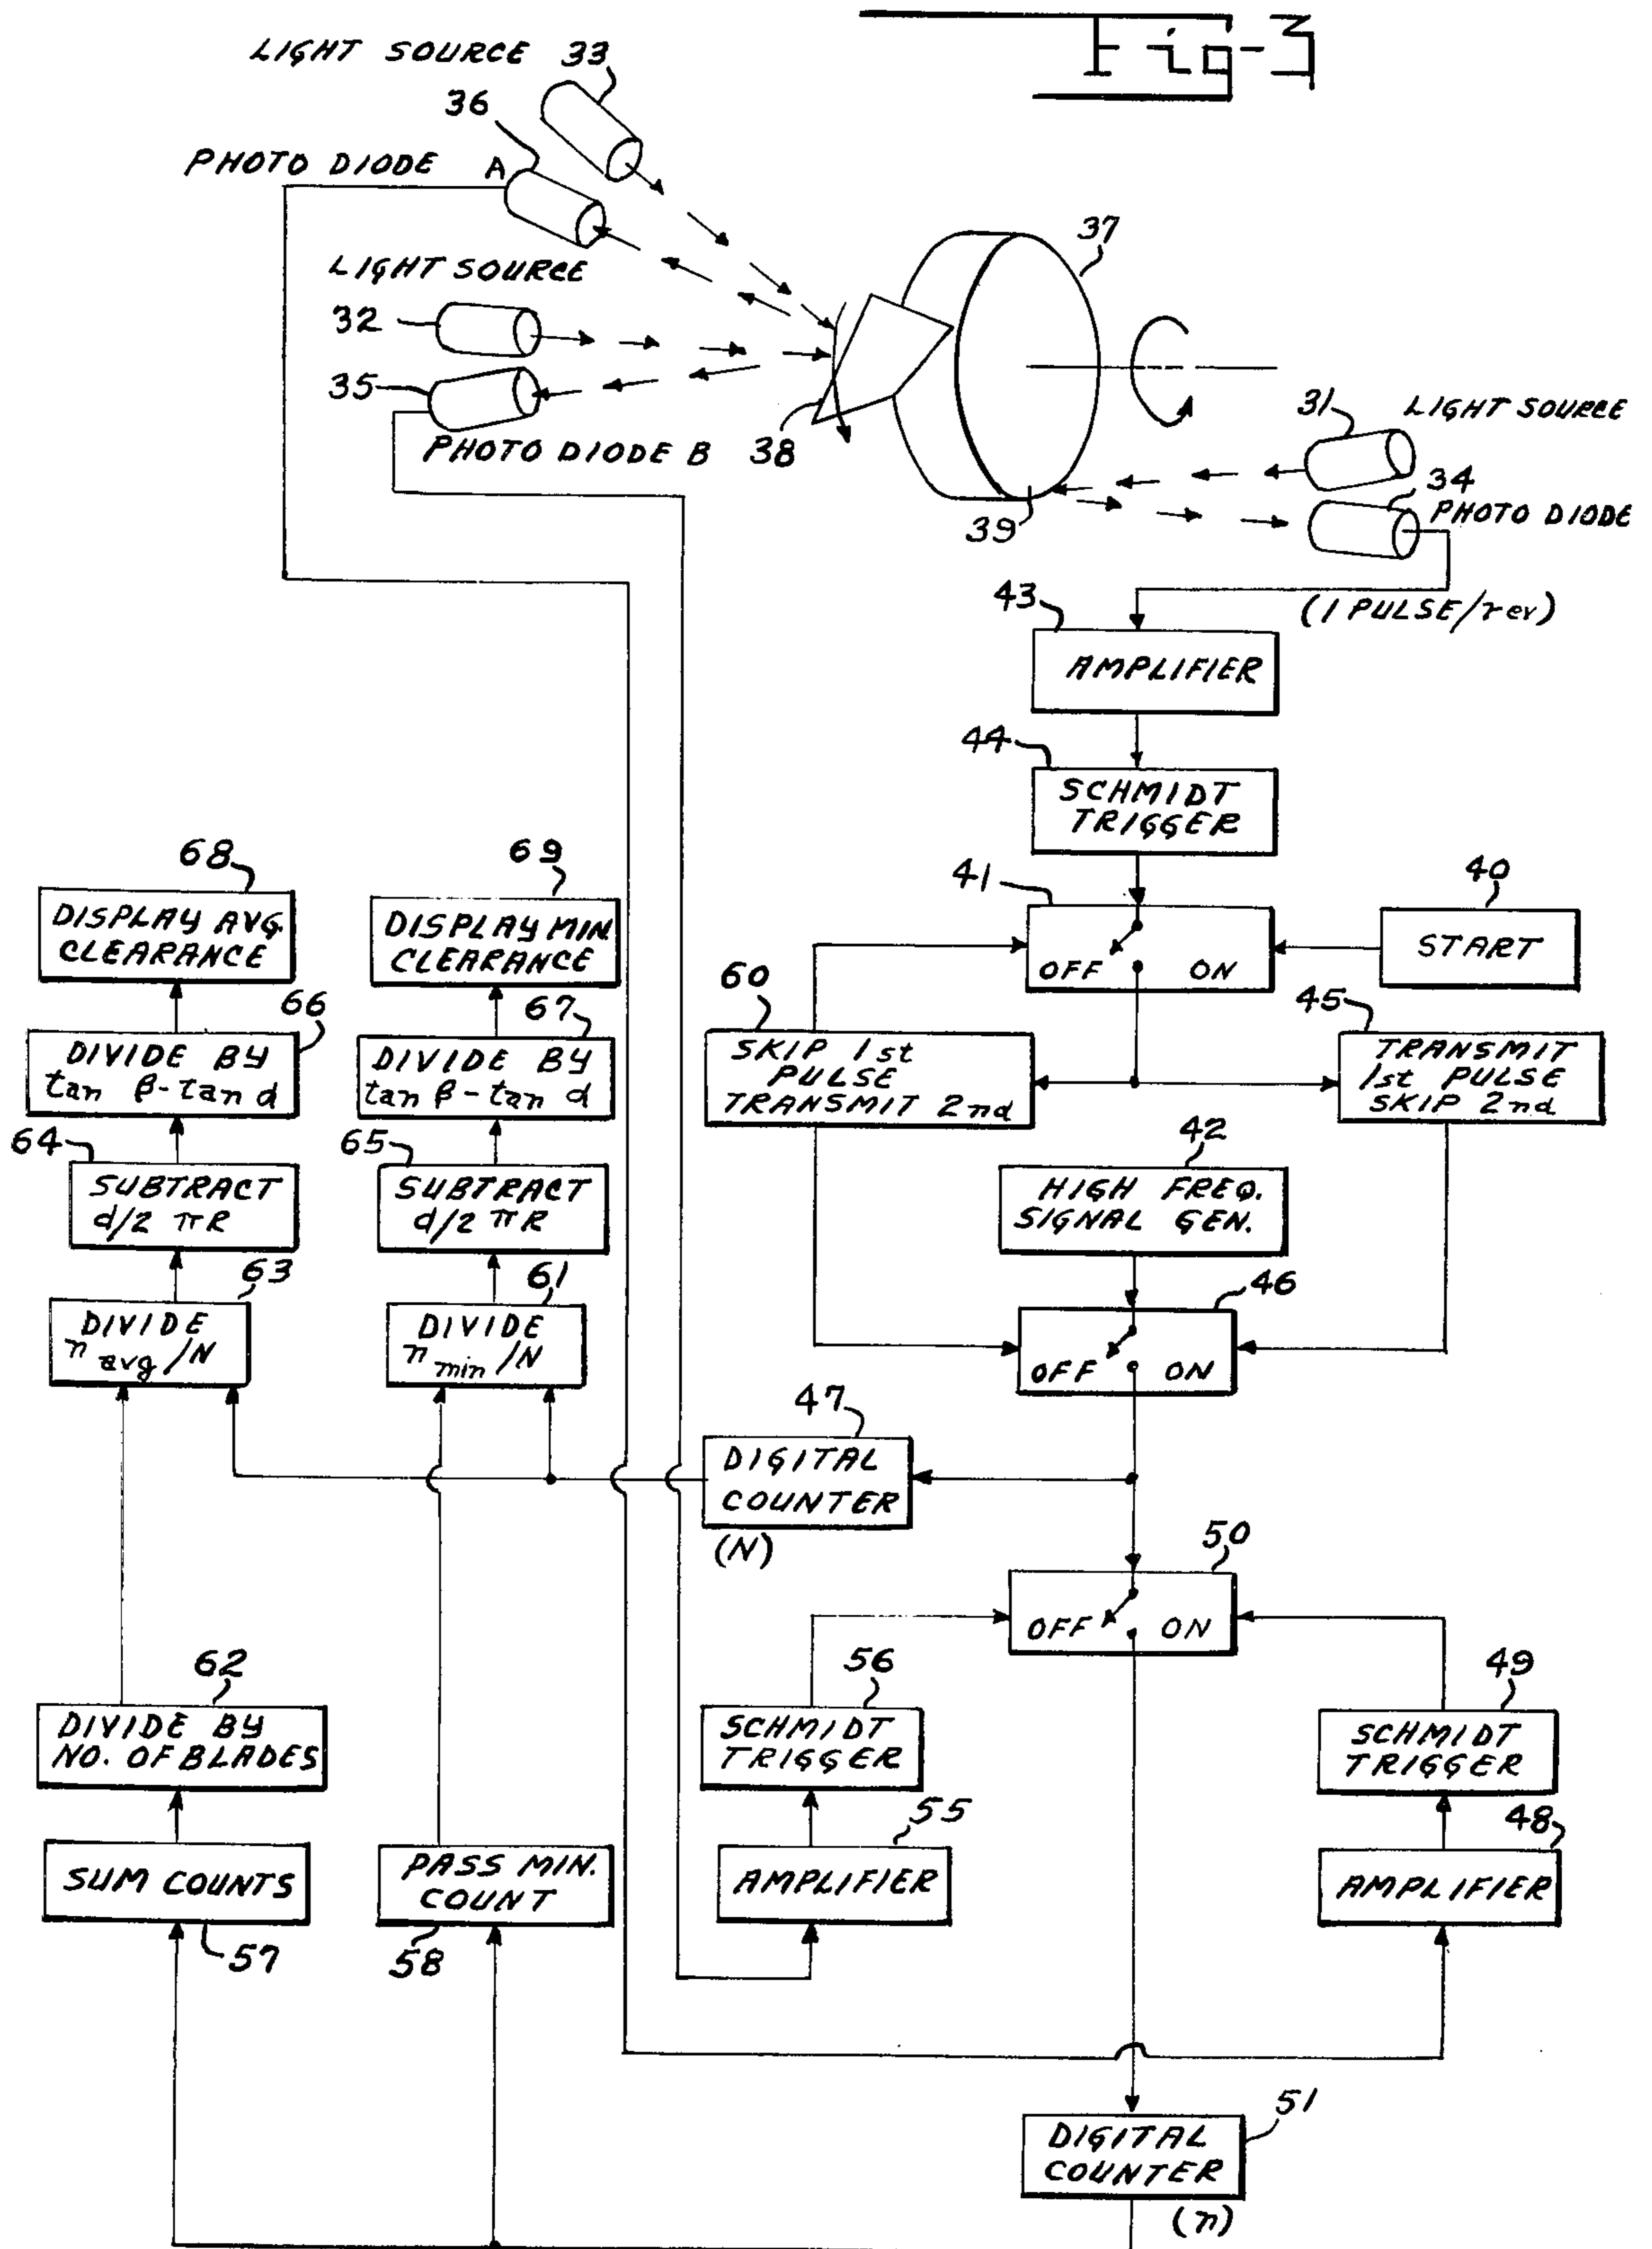 Fig-3
LIGHT SOURCE 33
36
PHOTO DIODE A
37
LIGHT SOURCE
32
35
PHOTO DIODE B
38
31
LIGHT SOURCE
34
PHOTO DIODE
39
(1 PULSE/rev)
43
AMPLIFIER
44
SCHMIDT
TRIGGER
41
OFF ON
40
START
68
DISPLAY AVG.
CLEARANCE
69
DISPLAY MIN.
CLEARANCE
60
SKIP 1st
PULSE
TRANSMIT 2nd
45
TRANSMIT
1st PULSE
SKIP 2nd
66
DIVIDE BY
tan β-tan d
67
DIVIDE BY
tan β-tan d
42
HIGH FREQ.
SIGNAL GEN.
64
SUBTRACT
d/2 πR
65
SUBTRACT
d/2 πR
46
OFF ON
63
DIVIDE
n avg/N
61
DIVIDE
n min/N
47
DIGITAL
COUNTER
(N)
50
OFF ON
62
DIVIDE BY
NO. OF BLADES
56
SCHMIDT
TRIGGER
49
SCHMIDT
TRIGGER
57
SUM COUNTS
58
PASS MIN.
COUNT
55
AMPLIFIER
48
AMPLIFIER
51
DIGITAL
COUNTER
(n)